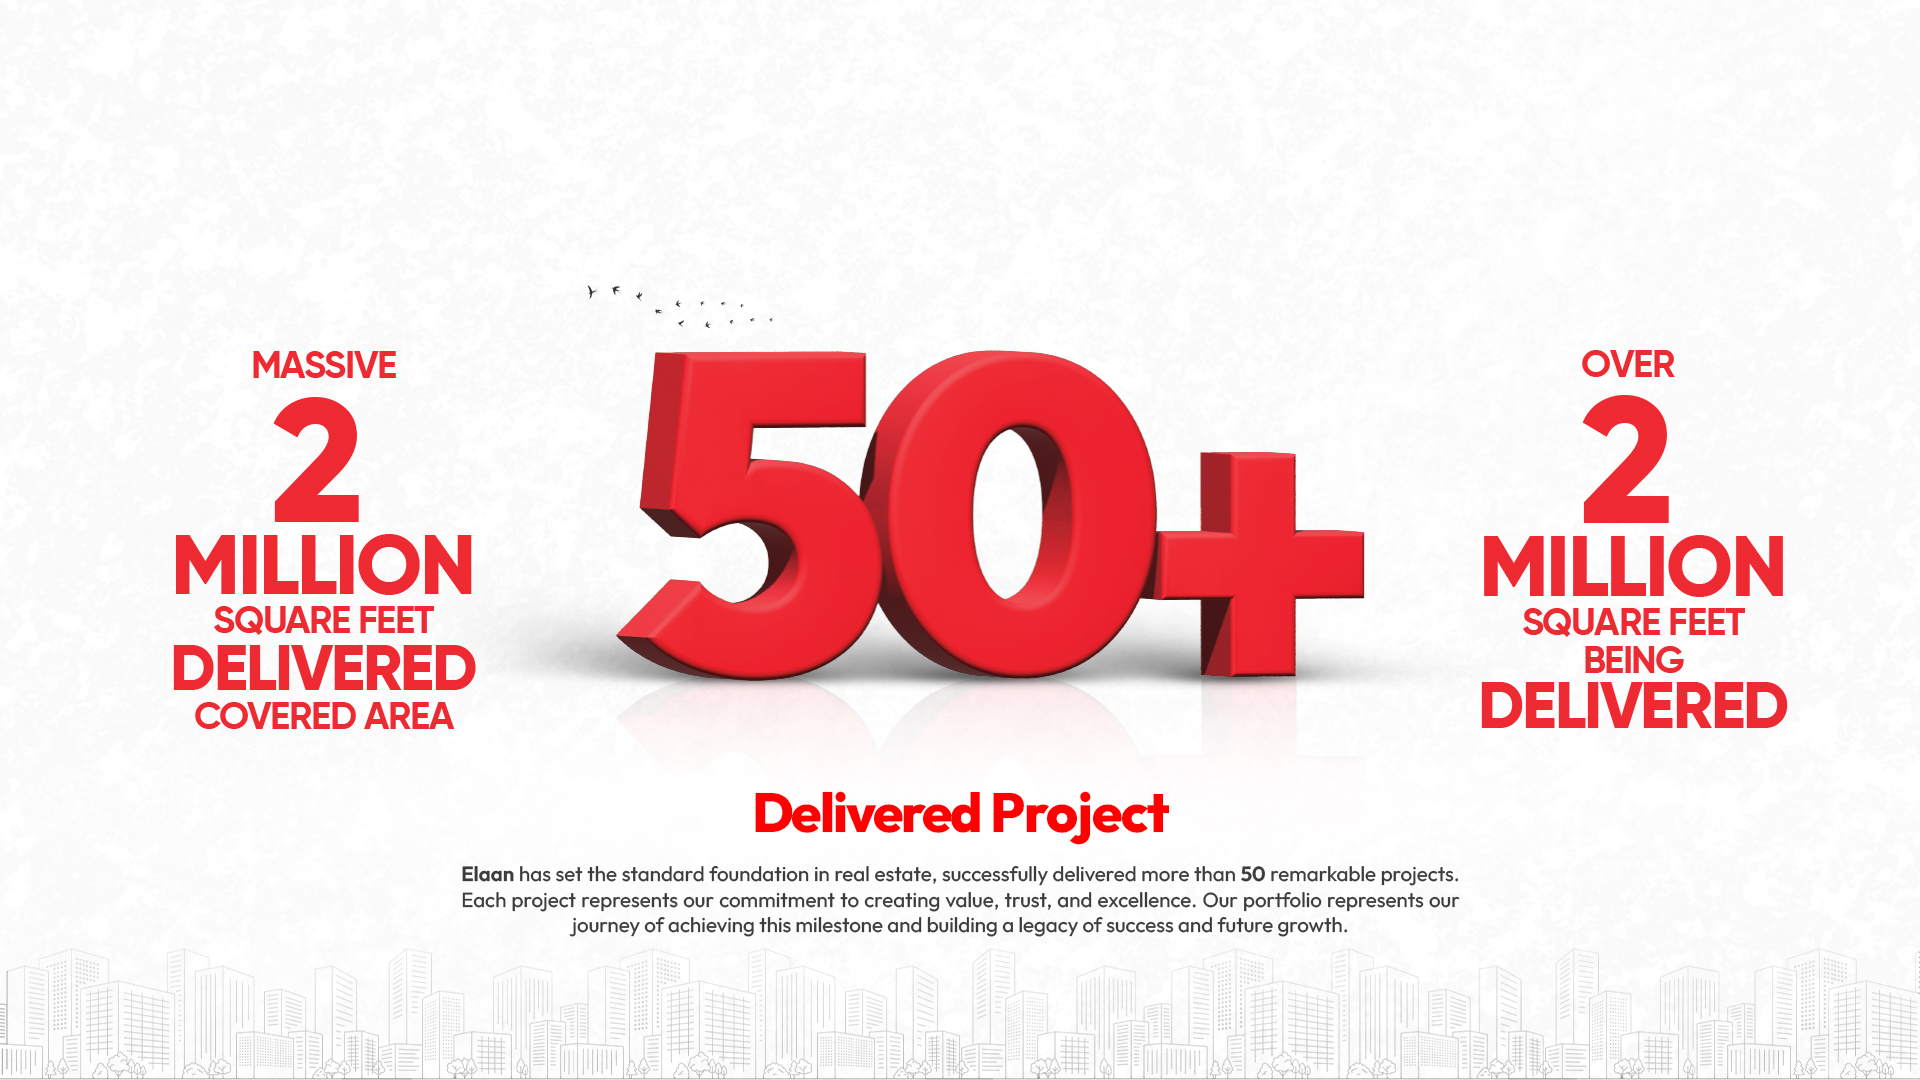 MASSIVE
2
MILLION
SQUARE FEET
DELIVERED
COVERED AREA
50+
OVER
2
MILLION
SQUARE FEET
BEING
DELIVERED
Delivered Project
Elaan has set the standard foundation in real estate, successfully delivered more than 50 remarkable projects.
Each project represents our commitment to creating value, trust, and excellence. Our portfolio represents our
journey of achieving this milestone and building a legacy of success and future growth.